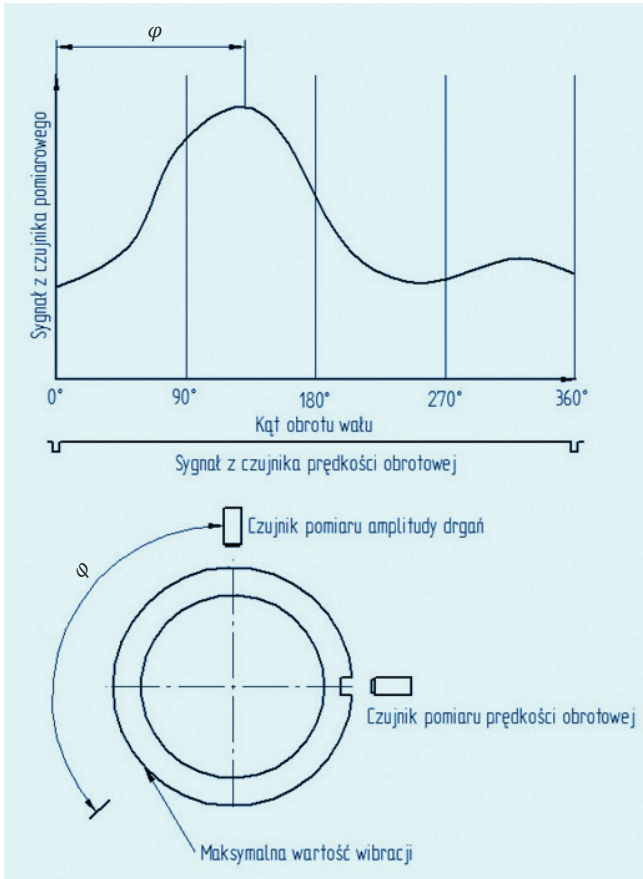 φ
Sygnał z czujnika pomiarowego
0° 90° 180° 270° 360°
Kąt obrotu wału
Sygnał z czujnika prędkości obrotowej
Czujnik pomiaru amplitudy drgań
φ
Czujnik pomiaru prędkości obrotowej
Maksymalna wartość wibracji